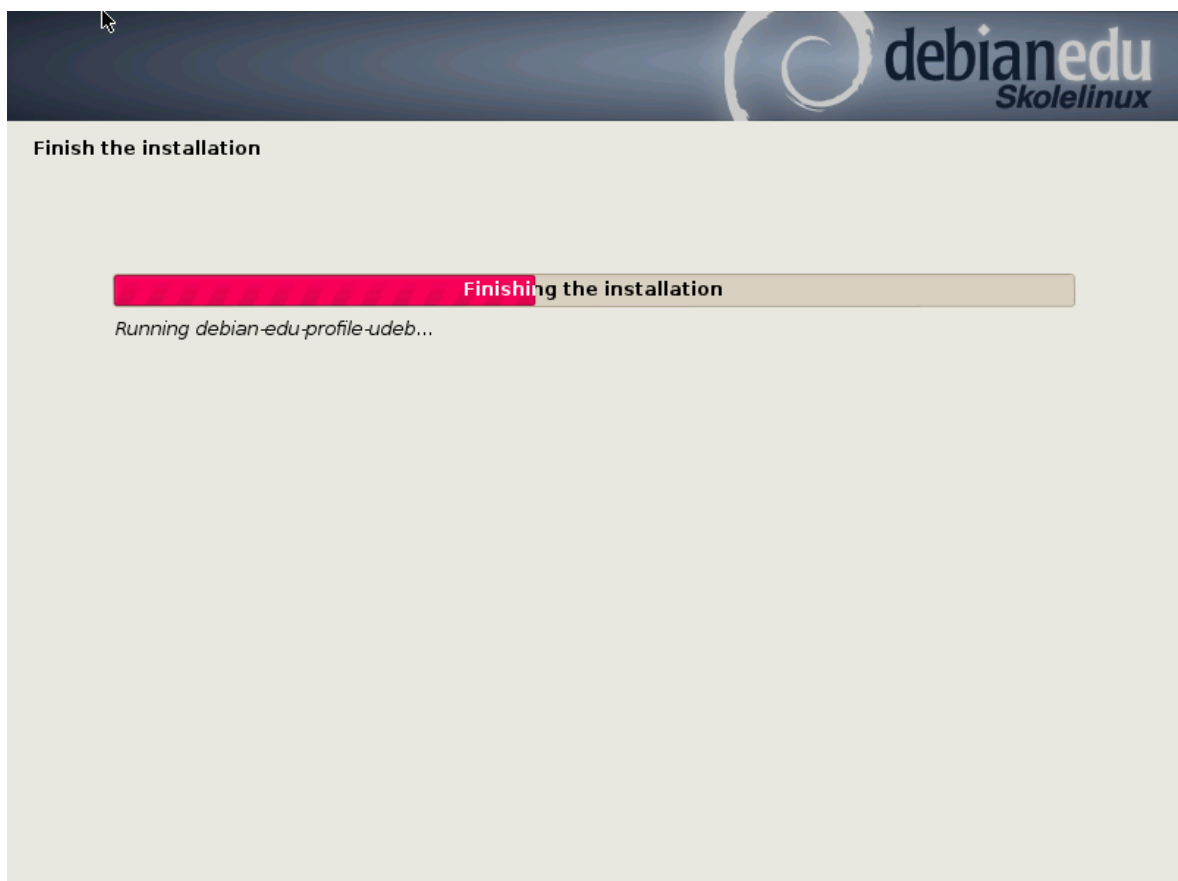 debianedu
Skolelinux
Finish the installation
Finishing the installation
Running debian-edu-profile-udeb...